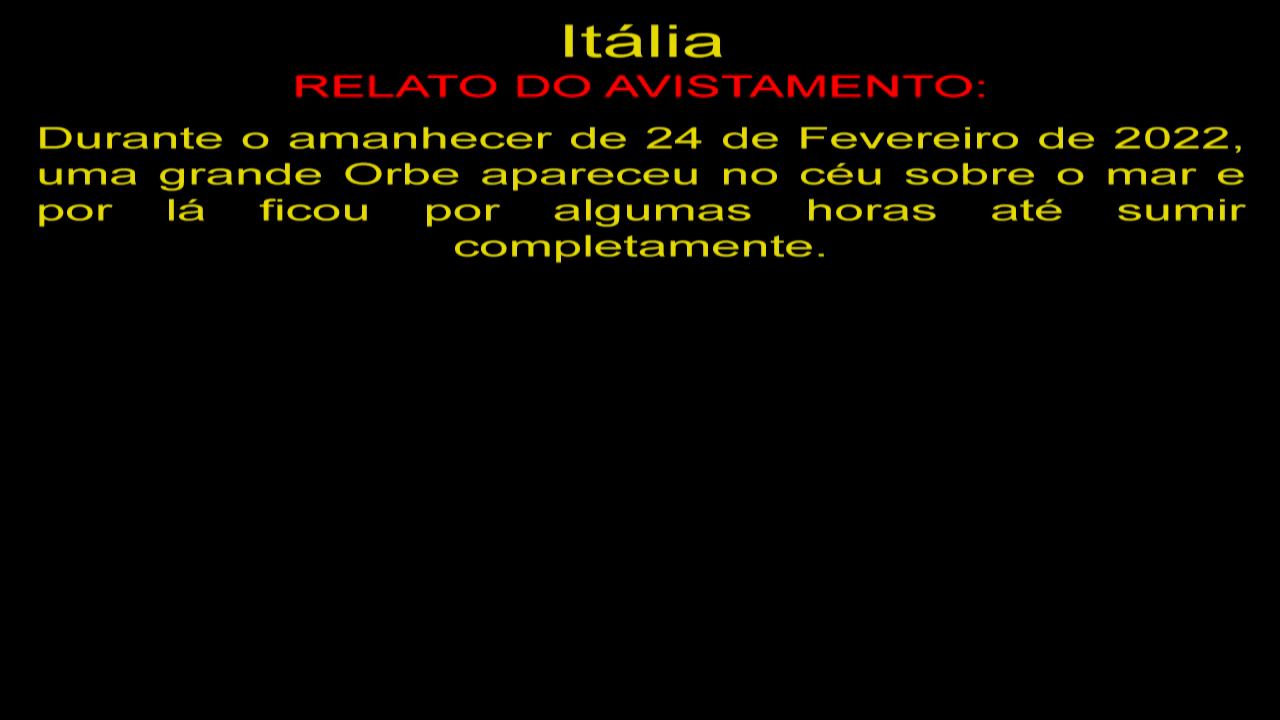 Itália
RELATO DO AVISTAMENTO:
Durante o amanhecer de 24 de Fevereiro de 2022,
uma grande Orbe apareceu no céu sobre o mar e
por lá ficou por algumas horas até sumir
completamente.